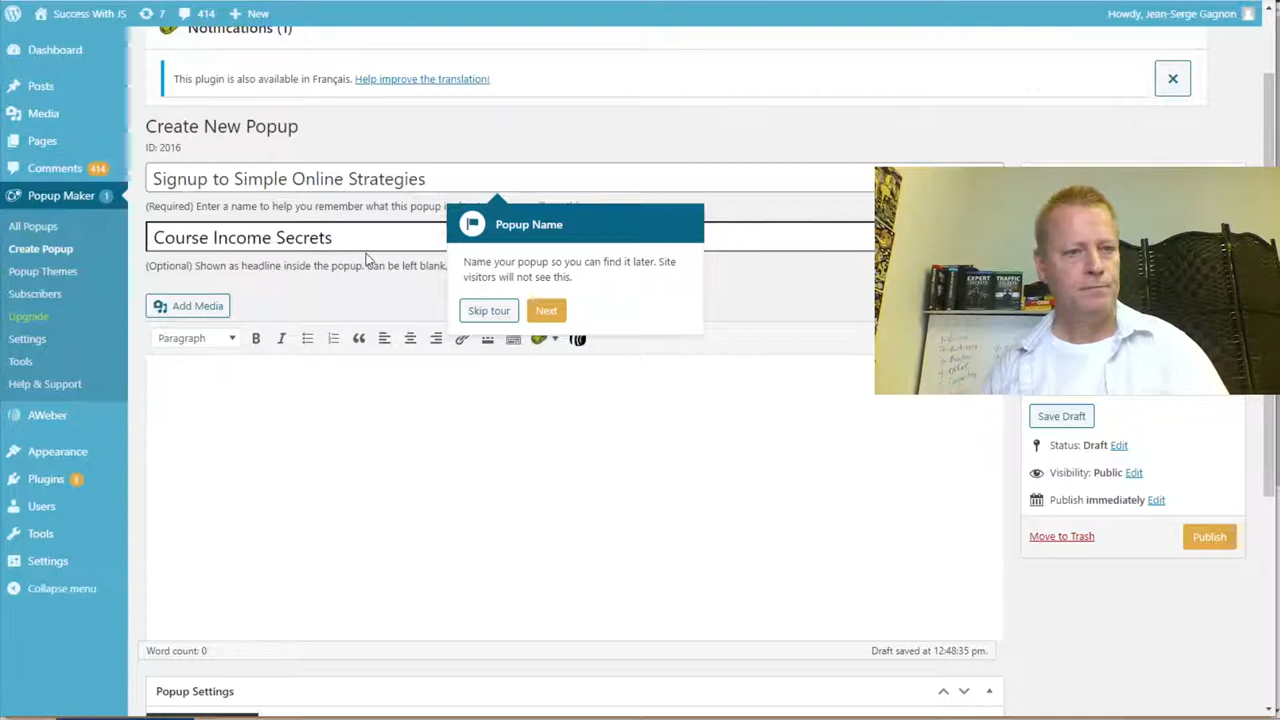 Success With JS 7 414 New Howdy, Jean-Serge Gagnon
Dashboard
Posts
Media
Pages
Comments 414
Popup Maker 1
All Popups
Create Popup
Popup Themes
Subscribers
Upgrade
Settings
Tools
Help & Support
AWeber
Appearance
Plugins
Users
Tools
Settings
Collapse menu
Notifications (1)
This plugin is also available in Français. Help improve the translation!
Create New Popup
ID: 2016
Signup to Simple Online Strategies
(Required) Enter a name to help you remember what this popup
Course Income Secrets
(Optional) Shown as headline inside the popup. Can be left blank.
Popup Name
Name your popup so you can find it later. Site
visitors will not see this.
Skip tour Next
Add Media
Paragraph B I
Word count: 0 Draft saved at 12:48:35 pm.
Popup Settings
EXPERT SECRETS
TRAFFIC SECRETS
Save Draft
Status: Draft Edit
Visibility: Public Edit
Publish immediately Edit
Move to Trash Publish